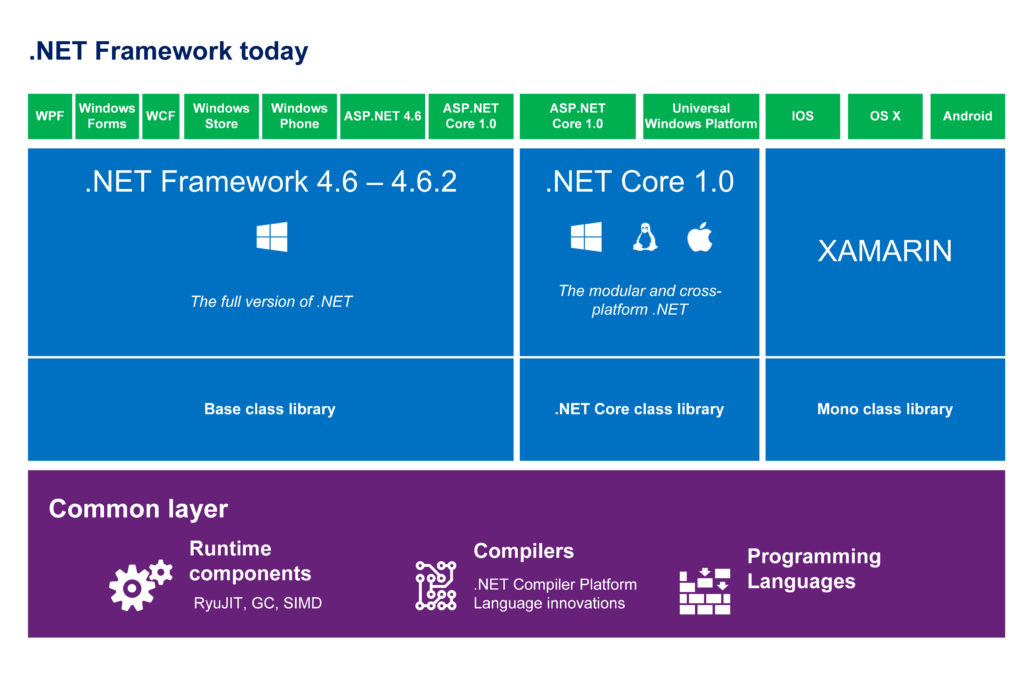 .NET Framework today
WPF
Windows
Forms
WCF
Windows
Store
Windows
Phone
ASP.NET 4.6
ASP.NET
Core 1.0
ASP.NET
Core 1.0
Universal
Windows Platform
IOS
OS X
Android
.NET Framework 4.6 – 4.6.2
The full version of .NET
.NET Core 1.0
The modular and cross-
platform .NET
XAMARIN
Base class library
.NET Core class library
Mono class library
Common layer
Runtime
components
RyuJIT, GC, SIMD
Compilers
.NET Compiler Platform
Language innovations
Programming
Languages